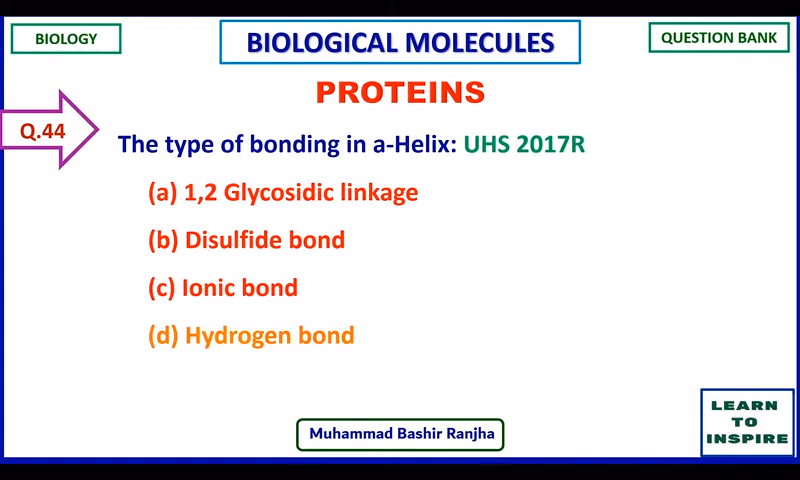 BIOLOGY
BIOLOGICAL MOLECULES
QUESTION BANK
PROTEINS
Q.44
The type of bonding in a-Helix: UHS 2017R
(a) 1,2 Glycosidic linkage
(b) Disulfide bond
(c) Ionic bond
(d) Hydrogen bond
Muhammad Bashir Ranjha
LEARN
TO
INSPIRE